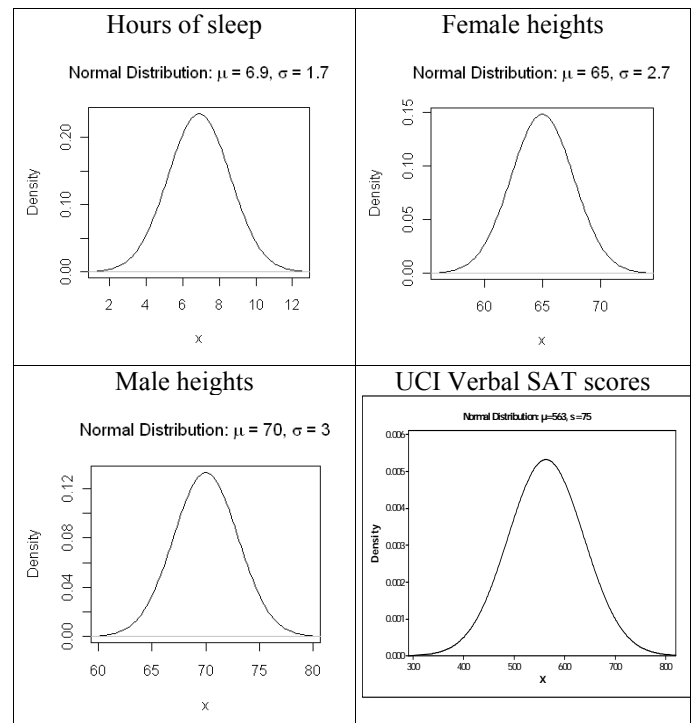 Hours of sleep
Normal Distribution: μ = 6.9, σ = 1.7
Density
0.20
0.10
0.00
2 4 6 8 10 12
x
Female heights
Normal Distribution: μ = 65, σ = 2.7
Density
0.15
0.10
0.05
0.00
60 65 70
x
Male heights
Normal Distribution: μ = 70, σ = 3
Density
0.12
0.08
0.04
0.00
60 65 70 75 80
x
UCI Verbal SAT scores
Normal Distribution: μ=563, s =75
Density
0.006
0.005
0.004
0.003
0.002
0.001
0.000
300 400 500 600 700 800
X